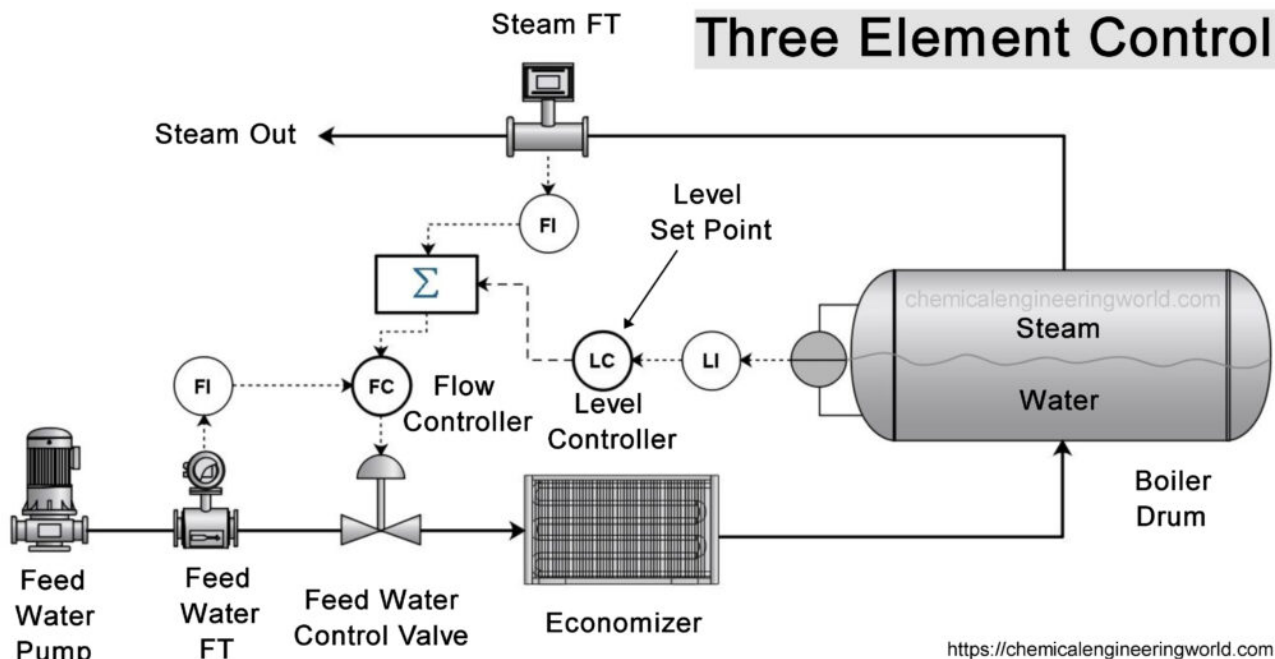 Steam FT
Three Element Control
Steam Out
FI
Level
Set Point
Σ
chemicalengineeringworld.com
Steam
Water
FI
FC
Flow
Controller
LC
LI
Level
Controller
Boiler
Drum
Feed
Water
Pump
Feed
Water
FT
Feed Water
Control Valve
Economizer
https://chemicalengineeringworld.com